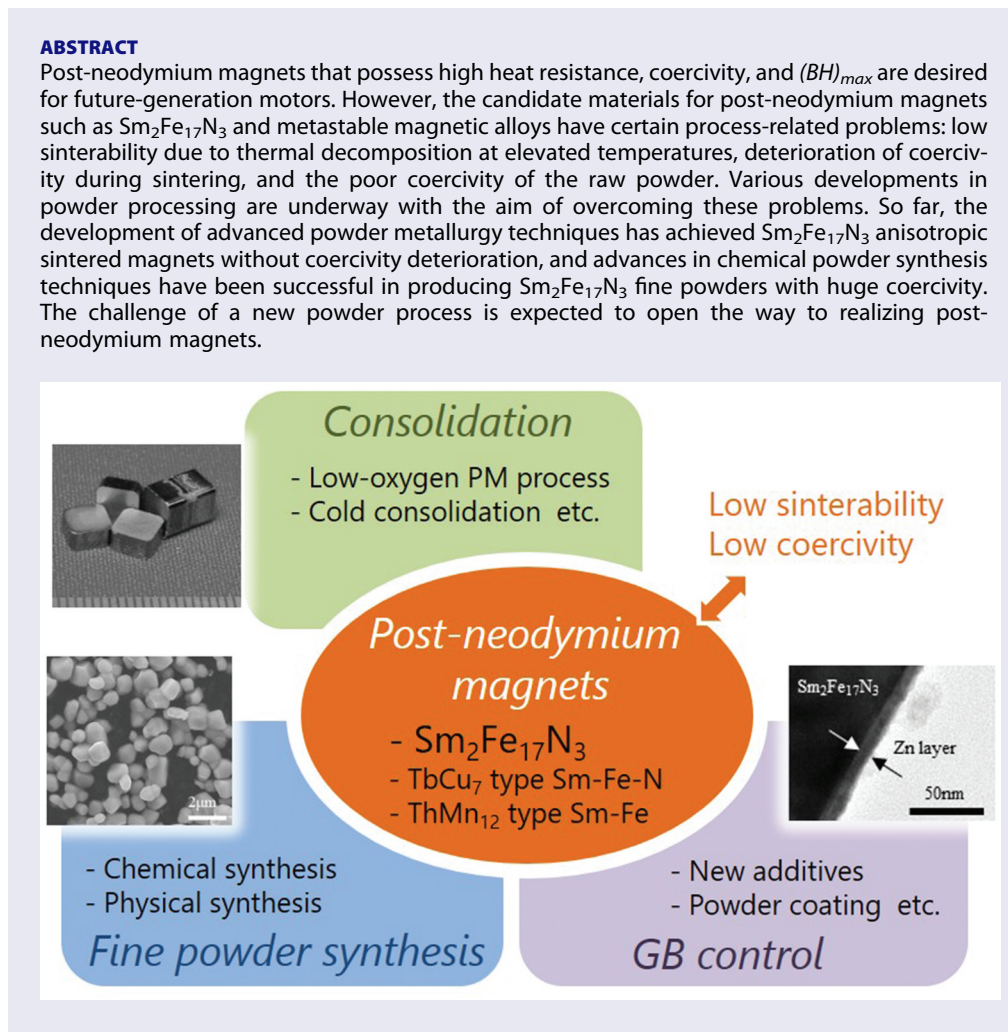 ABSTRACT
Post-neodymium magnets that possess high heat resistance, coercivity, and (BH)max are desired
for future-generation motors. However, the candidate materials for post-neodymium magnets
such as Sm₂Fe₁₇N₃ and metastable magnetic alloys have certain process-related problems: low
sinterability due to thermal decomposition at elevated temperatures, deterioration of coerciv-
ity during sintering, and the poor coercivity of the raw powder. Various developments in
powder processing are underway with the aim of overcoming these problems. So far, the
development of advanced powder metallurgy techniques has achieved Sm₂Fe₁₇N₃ anisotropic
sintered magnets without coercivity deterioration, and advances in chemical powder synthesis
techniques have been successful in producing Sm₂Fe₁₇N₃ fine powders with huge coercivity.
The challenge of a new powder process is expected to open the way to realizing post-
neodymium magnets.
Consolidation
- Low-oxygen PM process
- Cold consolidation etc.
Low sinterability
Low coercivity
Post-neodymium
magnets
- Sm₂Fe₁₇N₃
- TbCu₇ type Sm-Fe-N
- ThMn₁₂ type Sm-Fe
2μm
Sm₂Fe₁₇N₃
Zn layer
50nm
- Chemical synthesis
- Physical synthesis
Fine powder synthesis
- New additives
- Powder coating etc.
GB control